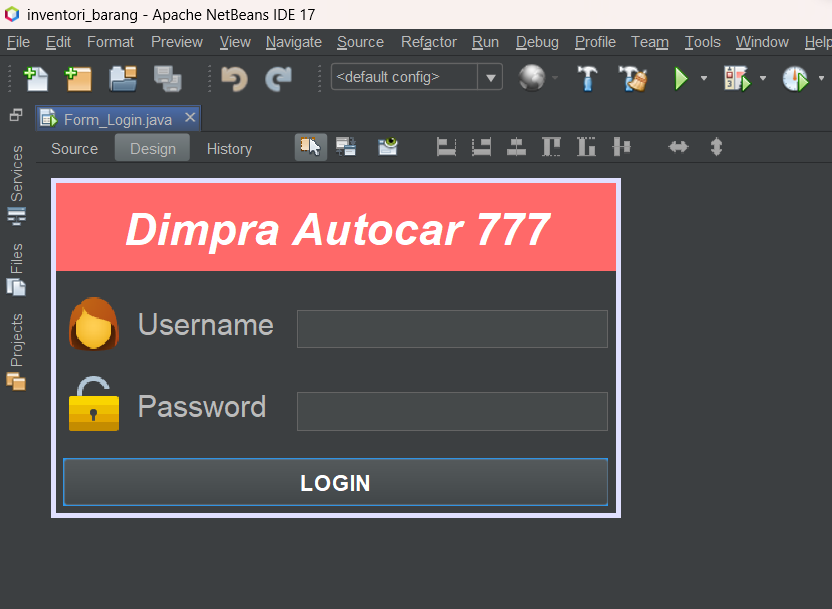 inventori_barang - Apache NetBeans IDE 17
File Edit Format Preview View Navigate Source Refactor Run Debug Profile Team Tools Window Help
<default config>
Form_Login.java
Source Design History
Services
Files
Projects
Dimpra Autocar 777
Username
Password
LOGIN